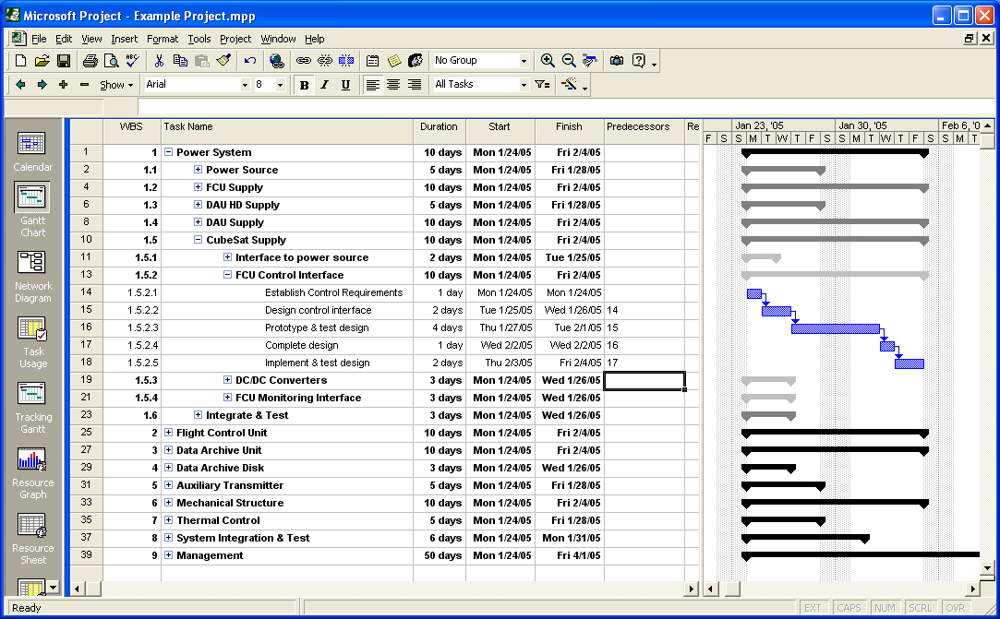 Microsoft Project - Example Project.mpp
File Edit View Insert Format Tools Project Window Help
ABC No Group
Show Arial 8 B I U All Tasks
WBS Task Name Duration Start Finish Predecessors Re Jan 23, '05 Jan 30, '05 Feb 6, '0
F S S M T W T F S S M T W T F S S M T
1 1 Power System 10 days Mon 1/24/05 Fri 2/4/05
2 1.1 Power Source 5 days Mon 1/24/05 Fri 1/28/05
4 1.2 FCU Supply 10 days Mon 1/24/05 Fri 2/4/05
6 1.3 DAU HD Supply 5 days Mon 1/24/05 Fri 1/28/05
8 1.4 DAU Supply 10 days Mon 1/24/05 Fri 2/4/05
10 1.5 CubeSat Supply 10 days Mon 1/24/05 Fri 2/4/05
11 1.5.1 Interface to power source 2 days Mon 1/24/05 Tue 1/25/05
13 1.5.2 FCU Control Interface 10 days Mon 1/24/05 Fri 2/4/05
14 1.5.2.1 Establish Control Requirements 1 day Mon 1/24/05 Mon 1/24/05
15 1.5.2.2 Design control interface 2 days Tue 1/25/05 Wed 1/26/05 14
16 1.5.2.3 Prototype & test design 4 days Thu 1/27/05 Tue 2/1/05 15
17 1.5.2.4 Complete design 1 day Wed 2/2/05 Wed 2/2/05 16
18 1.5.2.5 Implement & test design 2 days Thu 2/3/05 Fri 2/4/05 17
19 1.5.3 DC/DC Converters 3 days Mon 1/24/05 Wed 1/26/05
21 1.5.4 FCU Monitoring Interface 3 days Mon 1/24/05 Wed 1/26/05
23 1.6 Integrate & Test 3 days Mon 1/24/05 Wed 1/26/05
25 2 Flight Control Unit 10 days Mon 1/24/05 Fri 2/4/05
27 3 Data Archive Unit 10 days Mon 1/24/05 Fri 2/4/05
29 4 Data Archive Disk 3 days Mon 1/24/05 Wed 1/26/05
31 5 Auxiliary Transmitter 5 days Mon 1/24/05 Fri 1/28/05
33 6 Mechanical Structure 10 days Mon 1/24/05 Fri 2/4/05
35 7 Thermal Control 5 days Mon 1/24/05 Fri 1/28/05
37 8 System Integration & Test 6 days Mon 1/24/05 Mon 1/31/05
39 9 Management 50 days Mon 1/24/05 Fri 4/1/05
Calendar
Gantt
Chart
Network
Diagram
Task
Usage
Tracking
Gantt
Resource
Graph
Resource
Sheet
Ready EXT CAPS NUM SCRL OVR